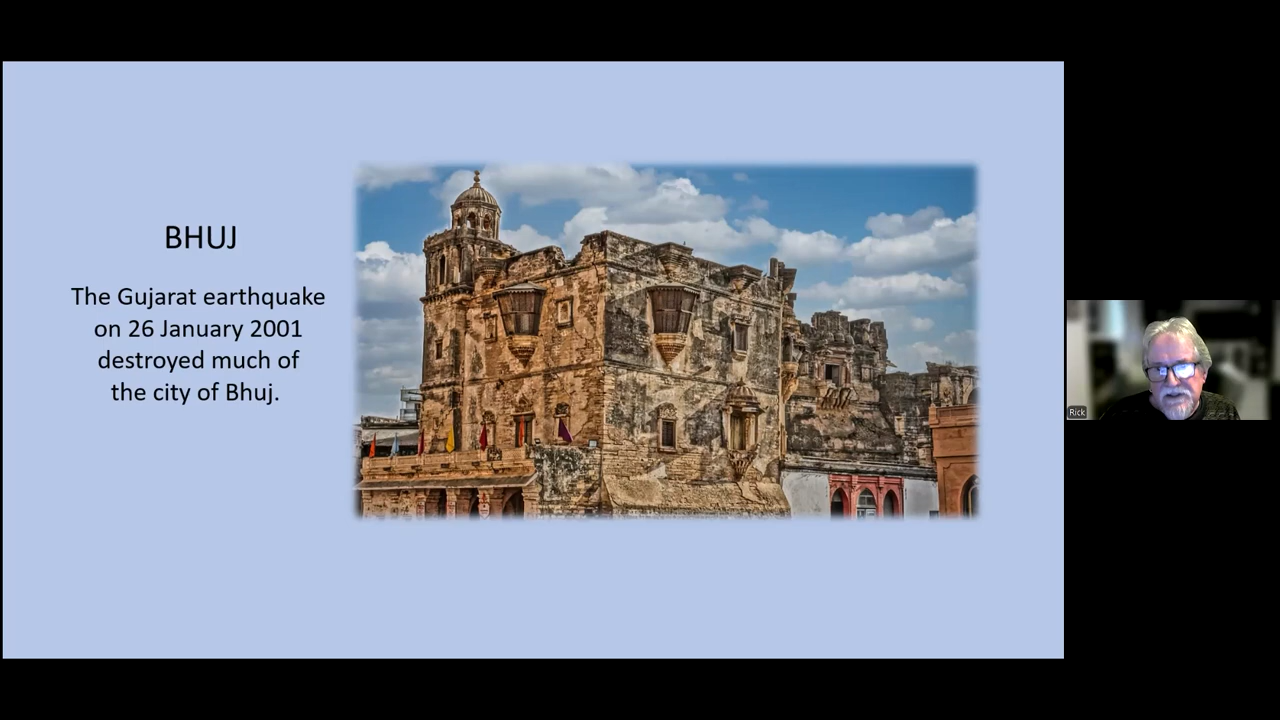 BHUJ
The Gujarat earthquake
on 26 January 2001
destroyed much of
the city of Bhuj.
Rick